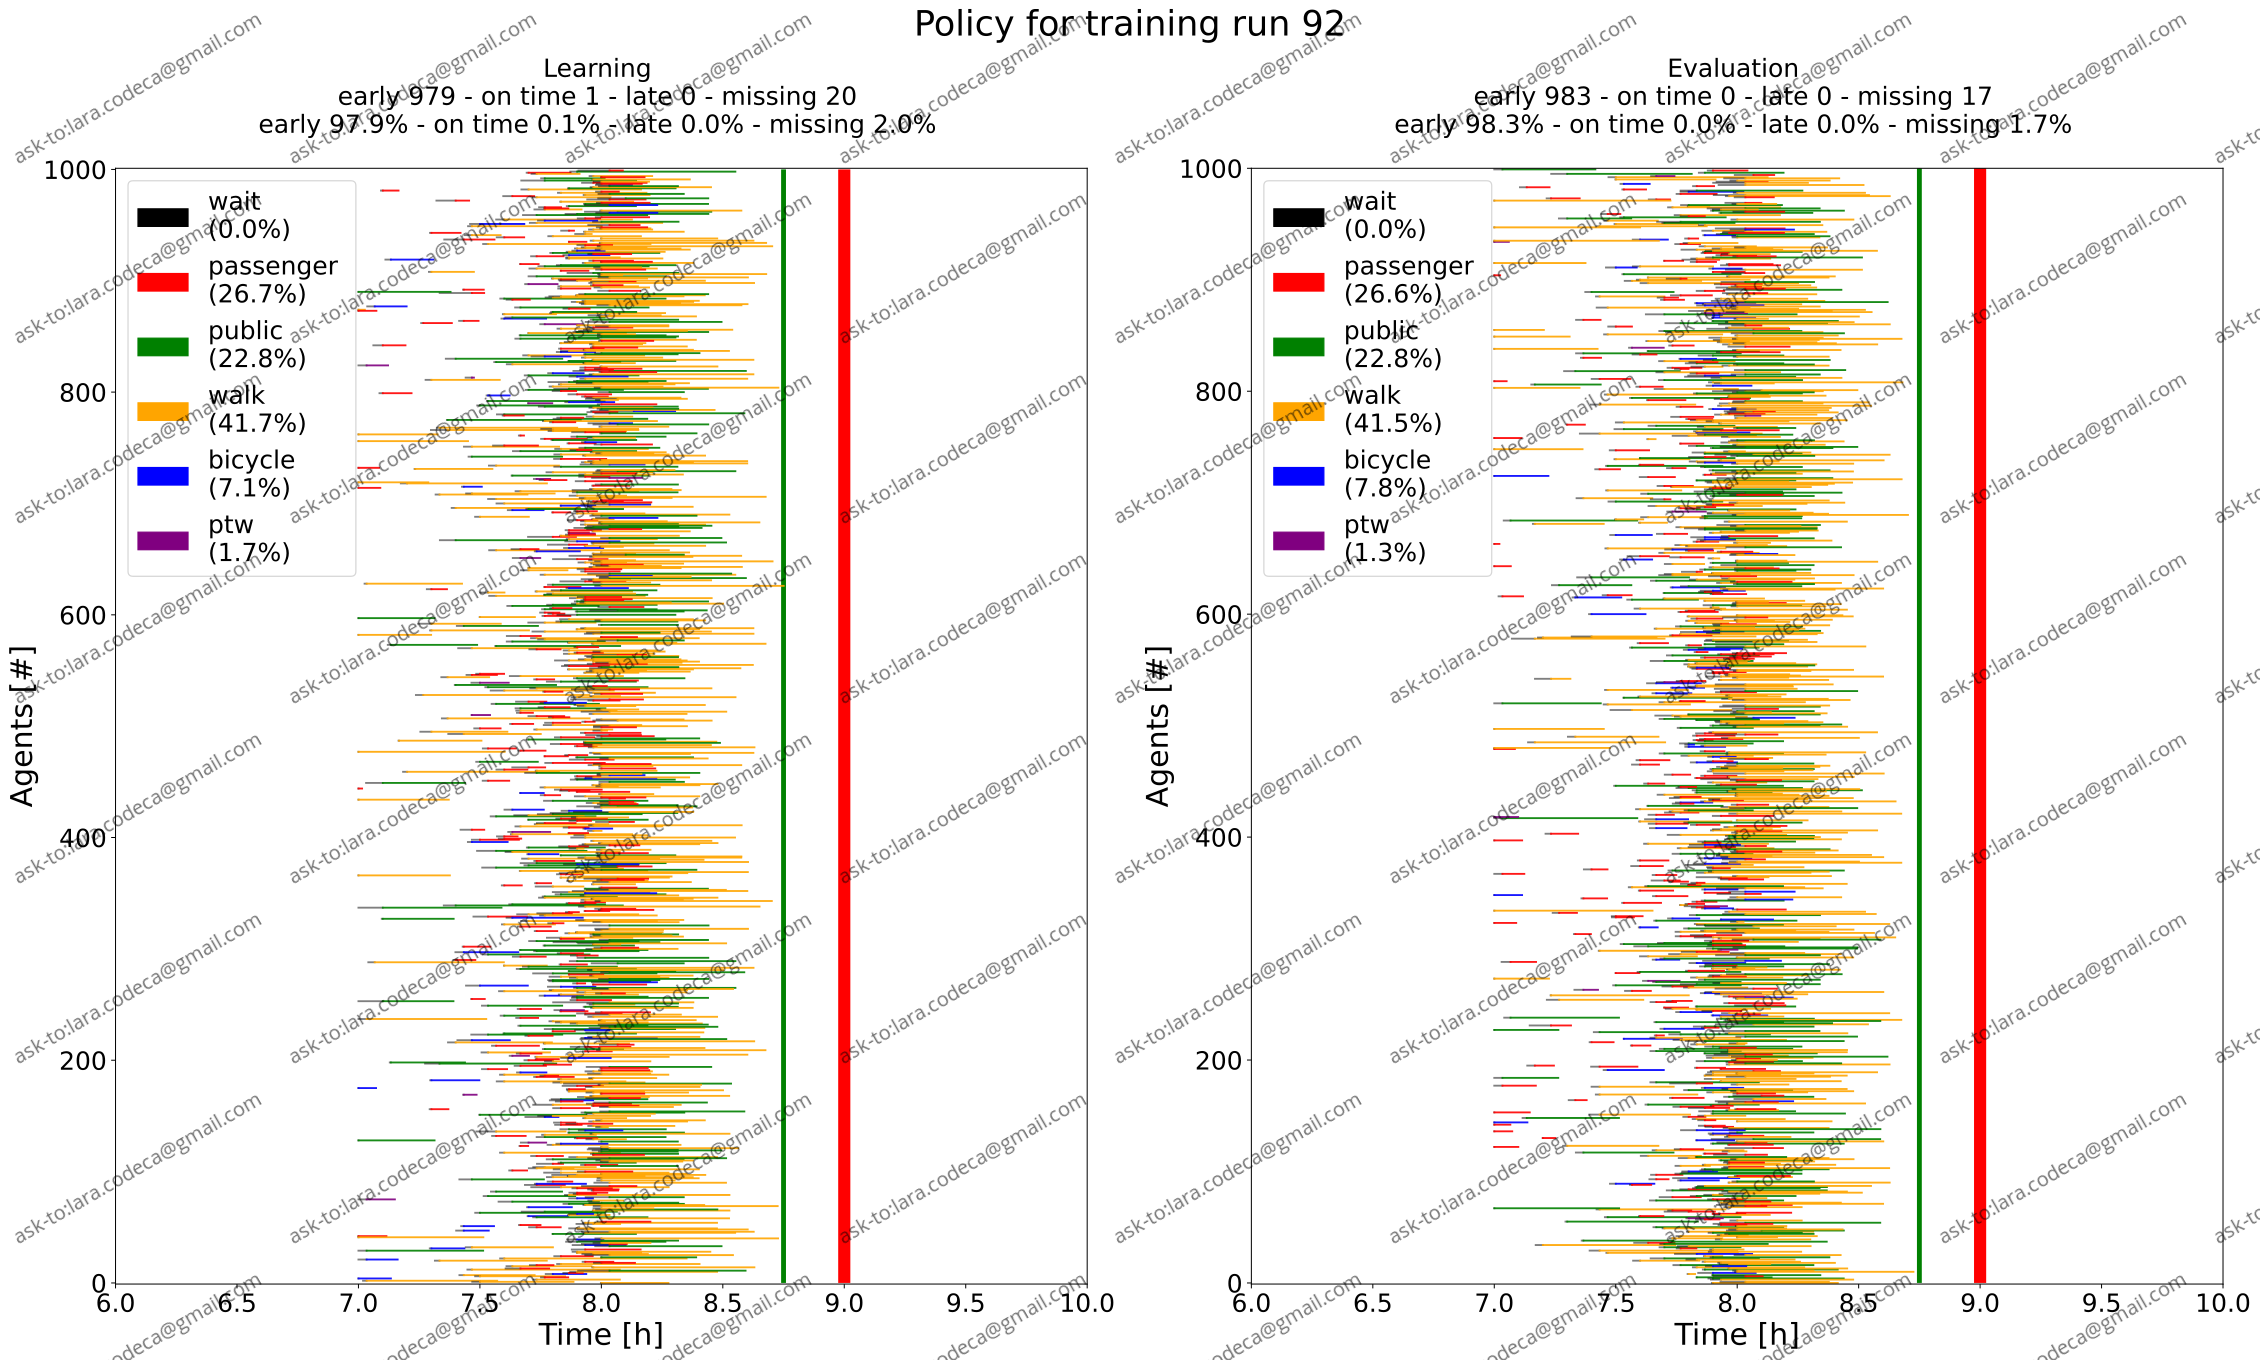 Policy for training run 92
Learning
early 979 - on time 1 - late 0 - missing 20
early 97.9% - on time 0.1% - late 0.0% - missing 2.0%
1000
800
600
400
200
0
Agents [#]
wait
(0.0%)
passenger
(26.7%)
public
(22.8%)
walk
(41.7%)
bicycle
(7.1%)
ptw
(1.7%)
6.0 6.5 7.0 7.5 8.0 8.5 9.0 9.5 10.0
Time [h]
Evaluation
early 983 - on time 0 - late 0 - missing 17
early 98.3% - on time 0.0% - late 0.0% - missing 1.7%
1000
800
600
400
200
0
Agents [#]
wait
(0.0%)
passenger
(26.6%)
public
(22.8%)
walk
(41.5%)
bicycle
(7.8%)
ptw
(1.3%)
6.0 6.5 7.0 7.5 8.0 8.5 9.0 9.5 10.0
Time [h]
ask-to:lara.codeca@gmail.com